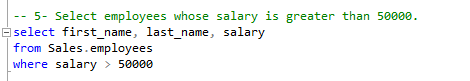 -- 5- Select employees whose salary is greater than 50000.
select first_name, last_name, salary
from Sales.employees
where salary > 50000